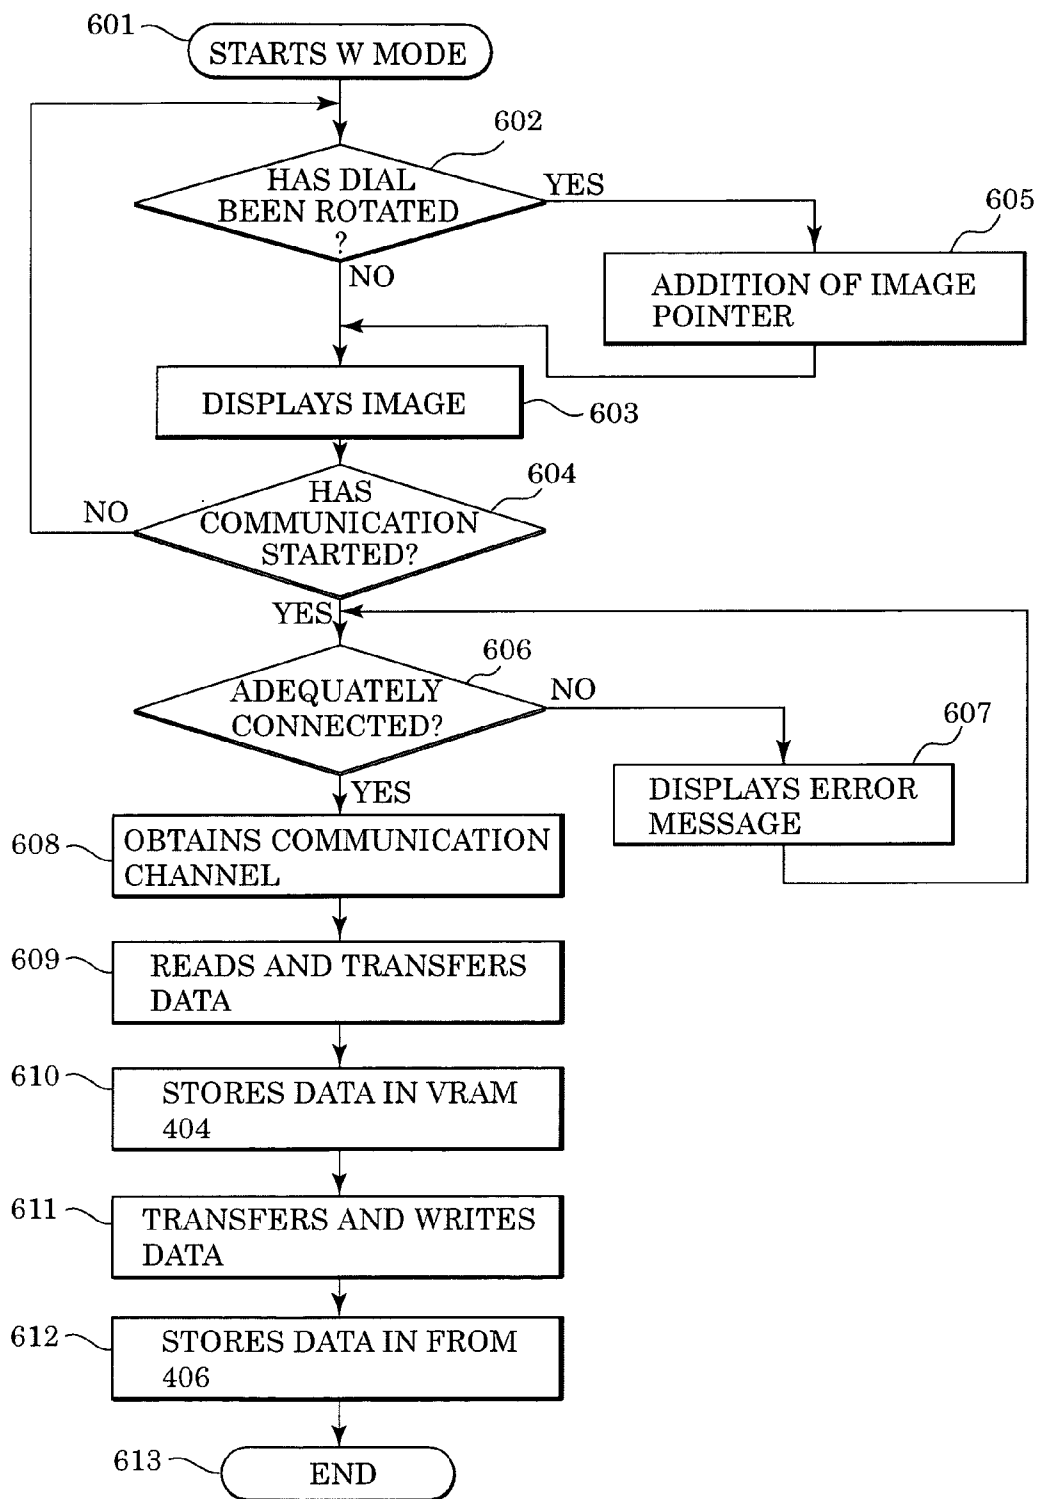 601
STARTS W MODE
602
HAS DIAL
BEEN ROTATED
?
YES
605
ADDITION OF IMAGE
POINTER
NO
DISPLAYS IMAGE
603
604
HAS
COMMUNICATION
STARTED?
NO
YES
606
ADEQUATELY
CONNECTED?
NO
607
DISPLAYS ERROR
MESSAGE
YES
608
OBTAINS COMMUNICATION
CHANNEL
609
READS AND TRANSFERS
DATA
610
STORES DATA IN VRAM
404
611
TRANSFERS AND WRITES
DATA
612
STORES DATA IN FROM
406
613
END